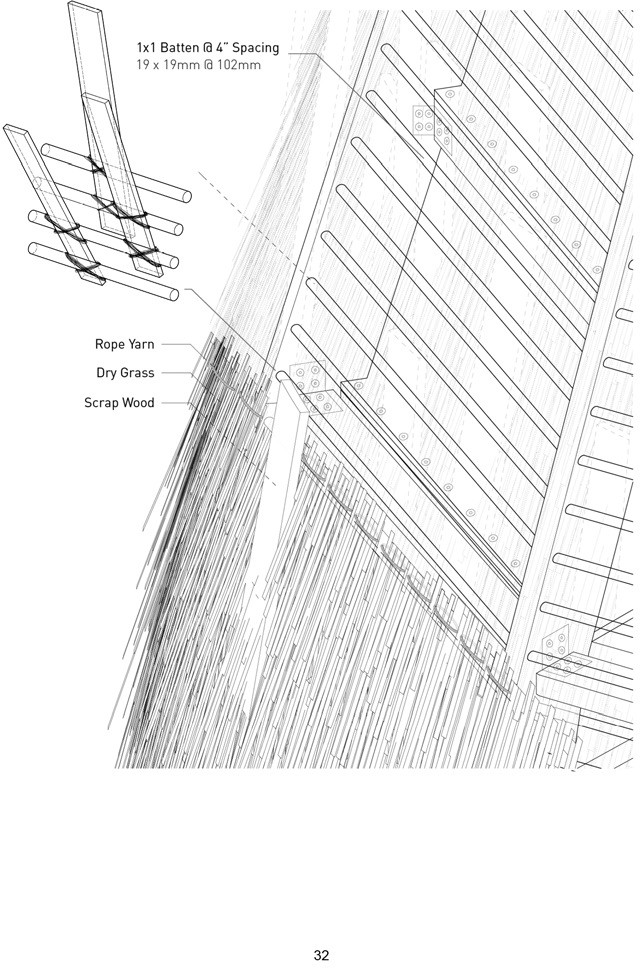 1x1 Batten @ 4” Spacing
19 x 19mm @ 102mm
Rope Yarn
Dry Grass
Scrap Wood
32